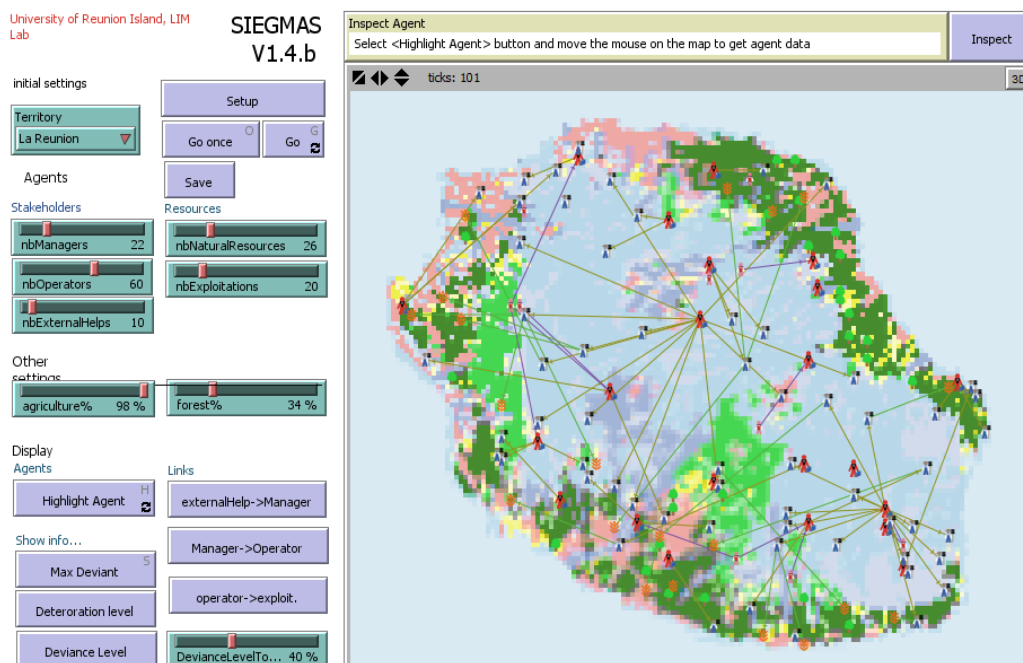 University of Reunion Island, LIM
Lab
SIEGMAS
V1.4.b
initial settings
Territory
La Reunion
Setup
Go once
O
Go
G
Save
Agents
Stakeholders
Resources
nbManagers 22
nbNaturalResources 26
nbOperators 60
nbExploitations 20
nbExternalHelps 10
Other
settings
agriculture% 98 %
forest% 34 %
Display
Agents
Links
Highlight Agent
H
externalHelp->Manager
Show info...
Max Deviant
S
Manager->Operator
Deteroration level
operator->exploit.
Deviance Level
DevianceLevelTo... 40 %
Inspect Agent
Select <Highlight Agent> button and move the mouse on the map to get agent data
Inspect
ticks: 101
3D